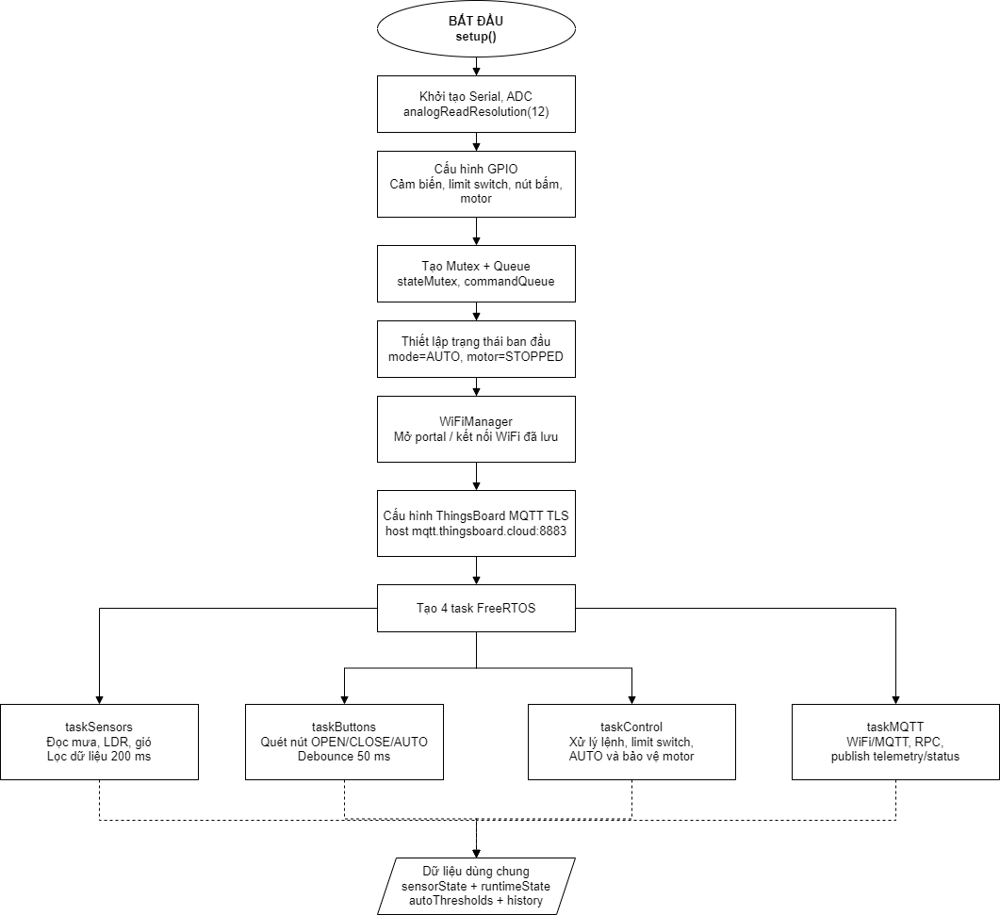 BẮT ĐẦU
setup()
Khởi tạo Serial, ADC
analogReadResolution(12)
Cấu hình GPIO
Cảm biến, limit switch, nút bấm,
motor
Tạo Mutex + Queue
stateMutex, commandQueue
Thiết lập trạng thái ban đầu
mode=AUTO, motor=STOPPED
WiFiManager
Mở portal / kết nối WiFi đã lưu
Cấu hình ThingsBoard MQTT TLS
host mqtt.thingsboard.cloud:8883
Tạo 4 task FreeRTOS
taskSensors
Đọc mưa, LDR, gió
Lọc dữ liệu 200 ms
taskButtons
Quét nút OPEN/CLOSE/AUTO
Debounce 50 ms
taskControl
Xử lý lệnh, limit switch,
AUTO và bảo vệ motor
taskMQTT
WiFi/MQTT, RPC,
publish telemetry/status
Dữ liệu dùng chung
sensorState + runtimeState
autoThresholds + history